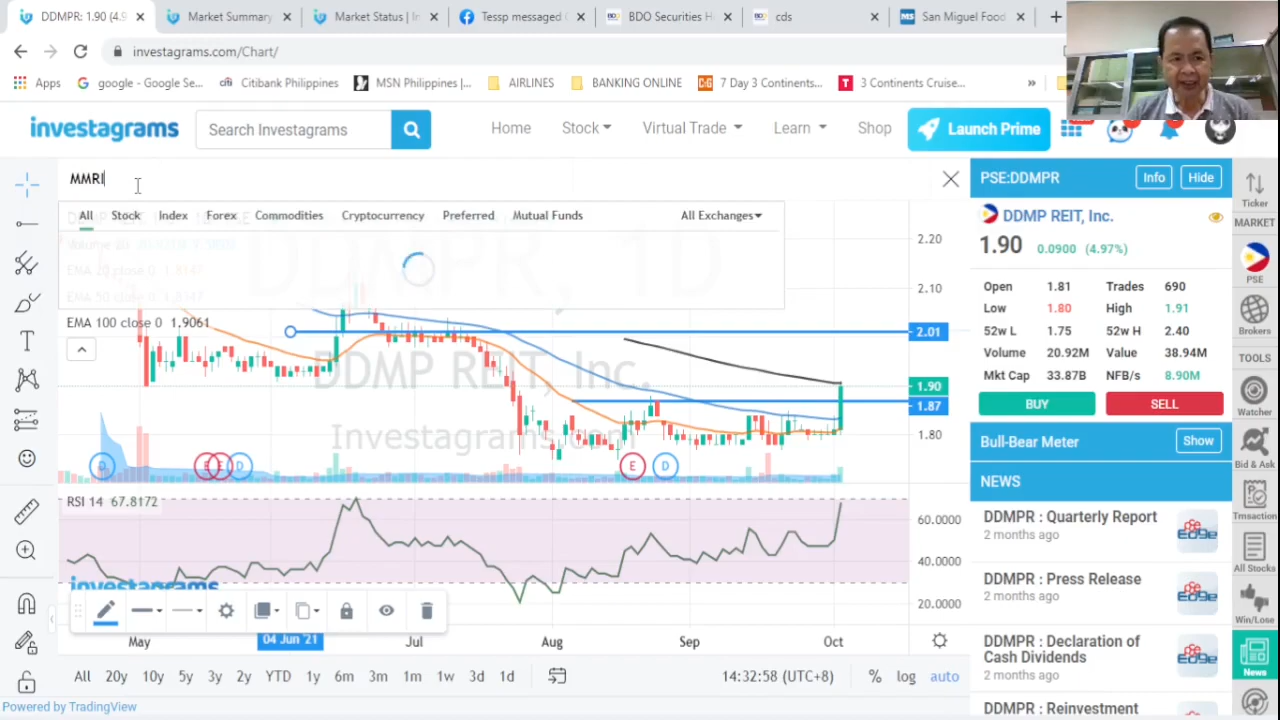 DDMPR: 1.90 (4.9
Market Summary
Market Status | In
Tessp messaged
BDO Securities H
cds
San Miguel Food
investagrams.com/Chart/
Apps
google - Google Se...
Citibank Philippines
MSN Philippines |...
AIRLINES
BANKING ONLINE
7 Day 3 Continents...
3 Continents Cruise...
»
investagrams
Search Investagrams
Home
Stock
Virtual Trade
Learn
Shop
Launch Prime
MMRI
All
Stock
Index
Forex
Commodities
Cryptocurrency
Preferred
Mutual Funds
All Exchanges
EMA 100 close 0 1.9061
DDMPR, 1D
DDMP REIT, Inc.
Investagrams.com
2.20
2.10
2.01
1.90
1.87
1.80
E
D
RSI 14 67.8172
60.0000
40.0000
20.0000
investagrams
May
04 Jun '21
Jul
Aug
Sep
Oct
All
20y
10y
5y
YTD
3y
2y
1y
6m
3m
1m
1w
3d
1d
14:32:58 (UTC+8)
%
log
auto
Powered by TradingView
PSE:DDMPR
Info
Hide
DDMP REIT, Inc.
1.90 0.0900 (4.97%)
Open 1.81 Trades 690
Low 1.80 High 1.91
52w L 1.75 52w H 2.40
Volume 20.92M Value 38.94M
Mkt Cap 33.87B NFB/s 8.90M
BUY
SELL
Bull-Bear Meter
Show
NEWS
DDMPR : Quarterly Report
2 months ago
DDMPR : Press Release
2 months ago
DDMPR : Declaration of
Cash Dividends
2 months ago
DDMPR : Reinvestment
Edge
Ticker
MARKET
PSE
Brokers
TOOLS
Watcher
Bid & Ask
Trnsaction
All Stocks
Win/Lose
News